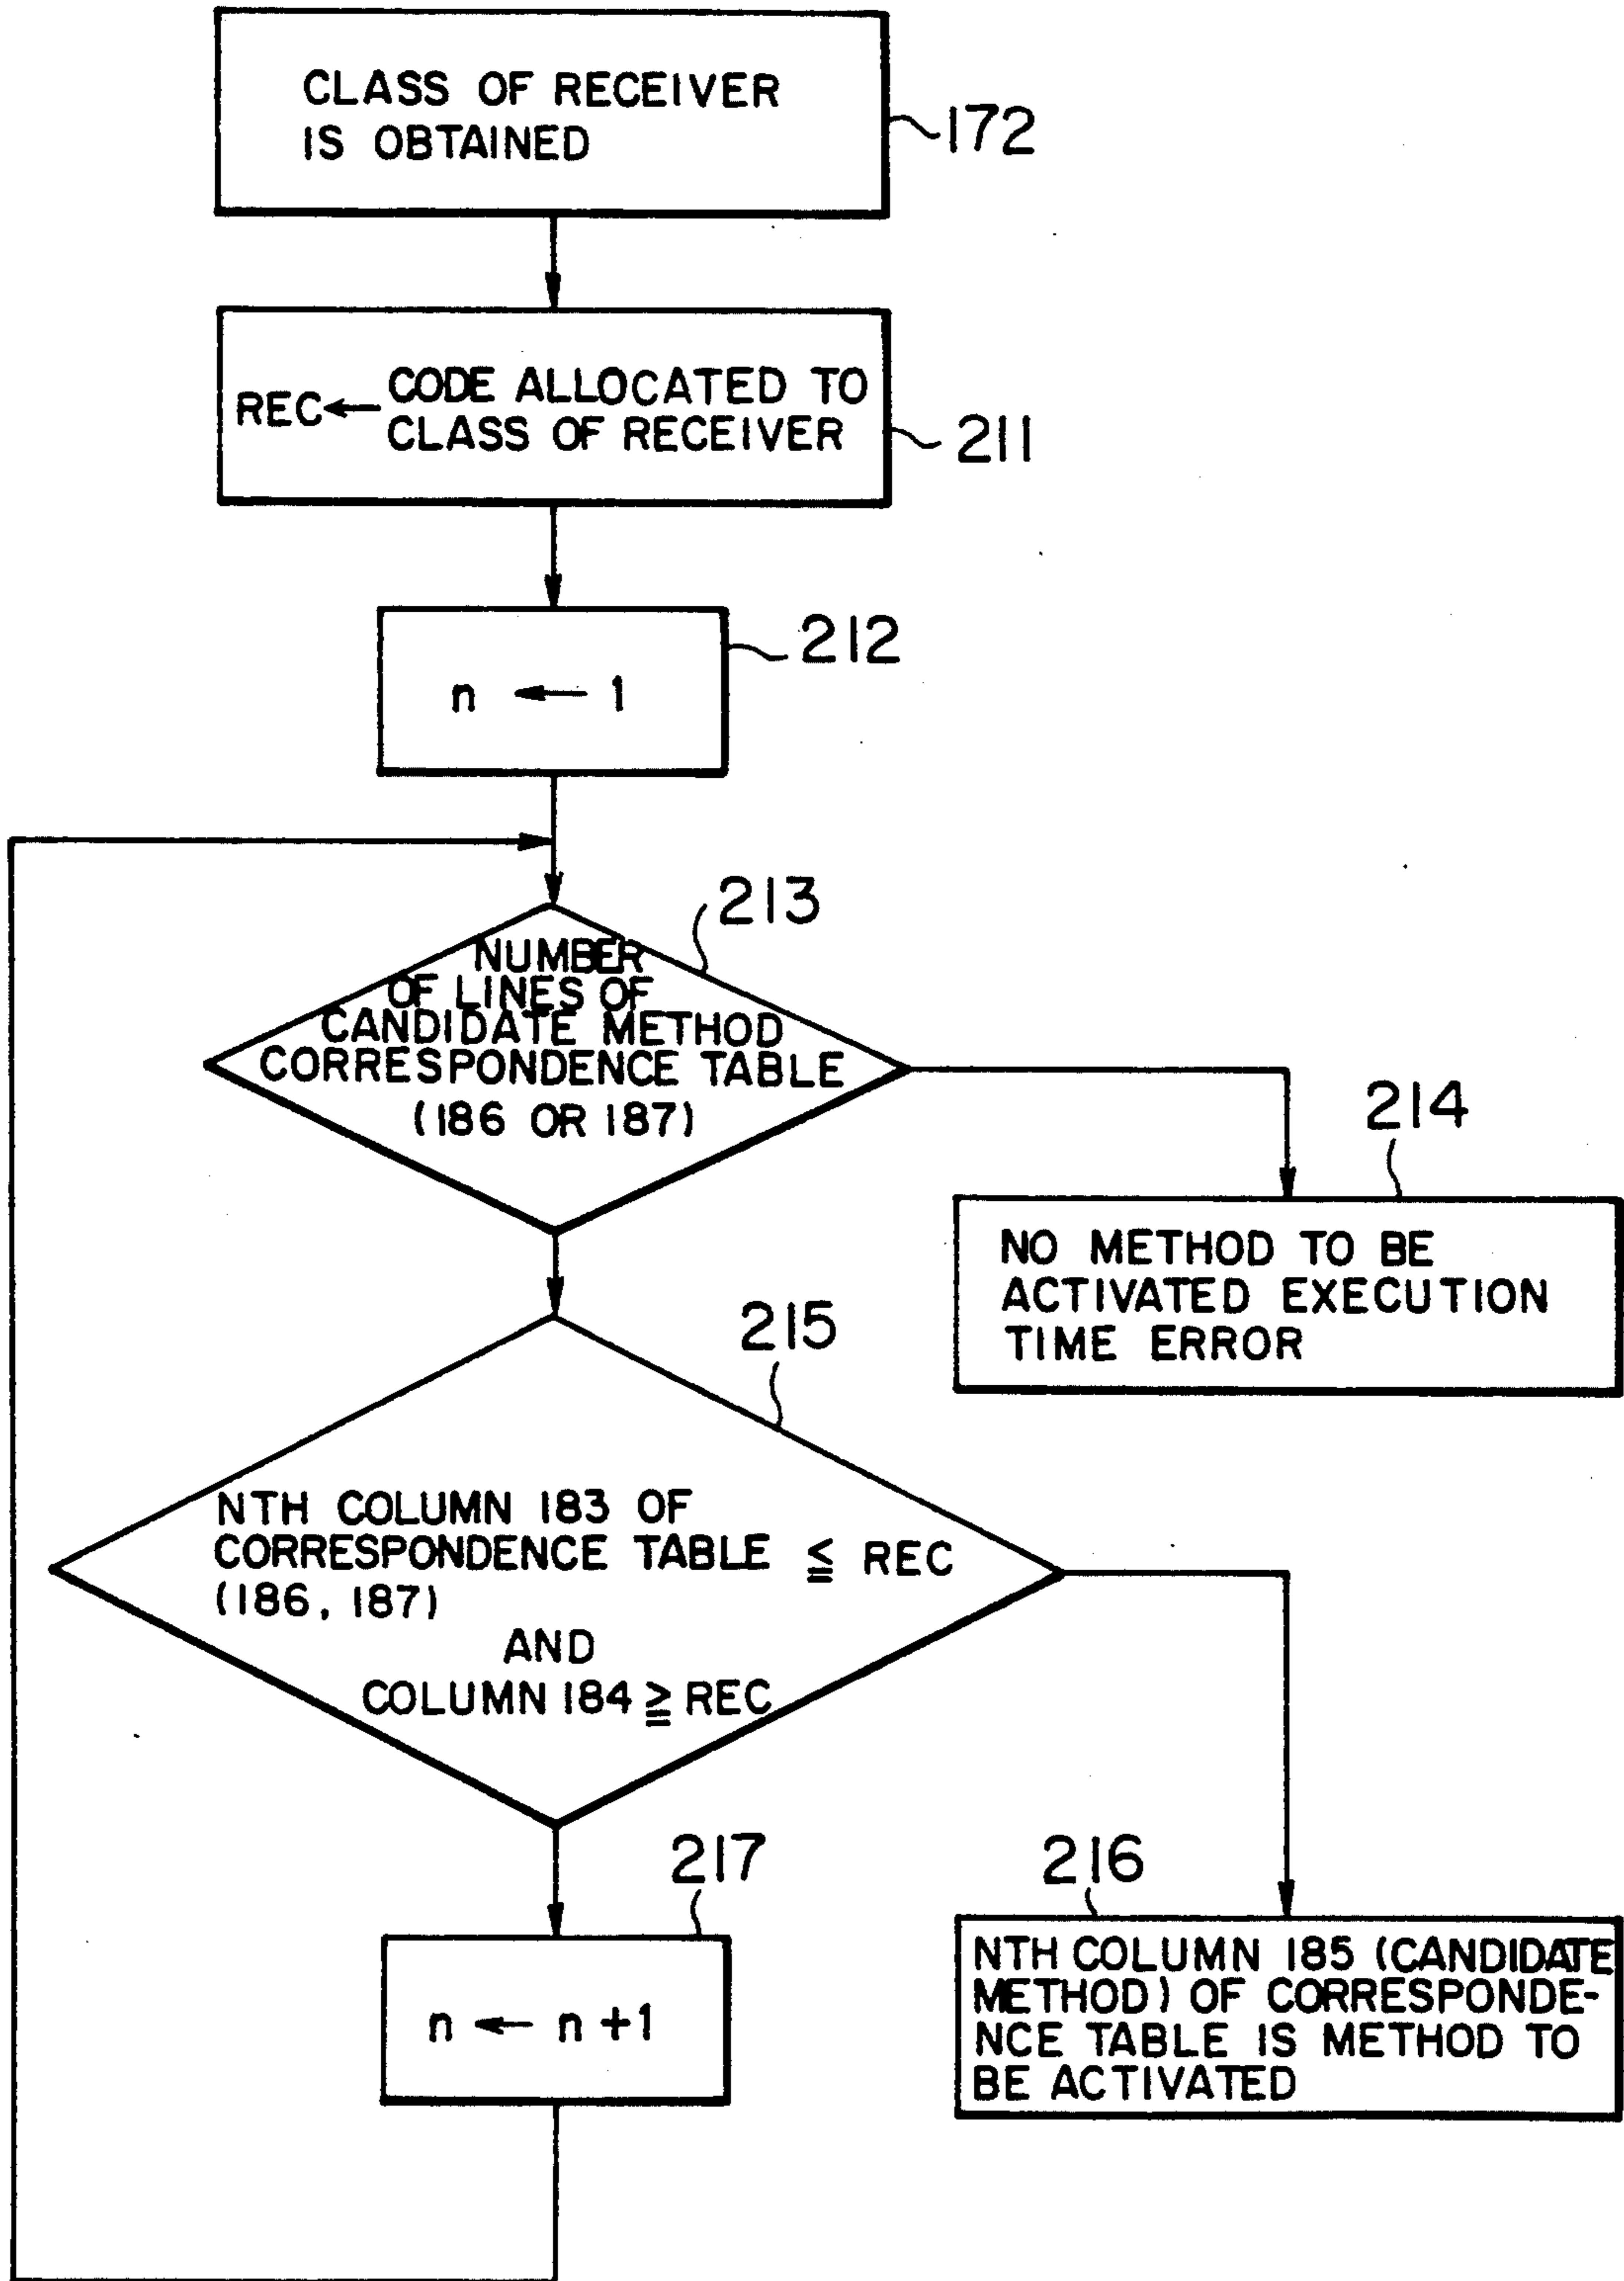 CLASS OF RECEIVER
IS OBTAINED
172
REC ← CODE ALLOCATED TO
CLASS OF RECEIVER
211
212
n ← 1
213
NUMBER
OF LINES OF
CANDIDATE METHOD
CORRESPONDENCE TABLE
(186 OR 187)
214
NO METHOD TO BE
ACTIVATED EXECUTION
TIME ERROR
215
NTH COLUMN 183 OF
CORRESPONDENCE TABLE ≦ REC
(186, 187)
AND
COLUMN 184 ≧ REC
217
n ← n+1
216
NTH COLUMN 185 (CANDIDATE
METHOD) OF CORRESPONDE-
NCE TABLE IS METHOD TO
BE ACTIVATED